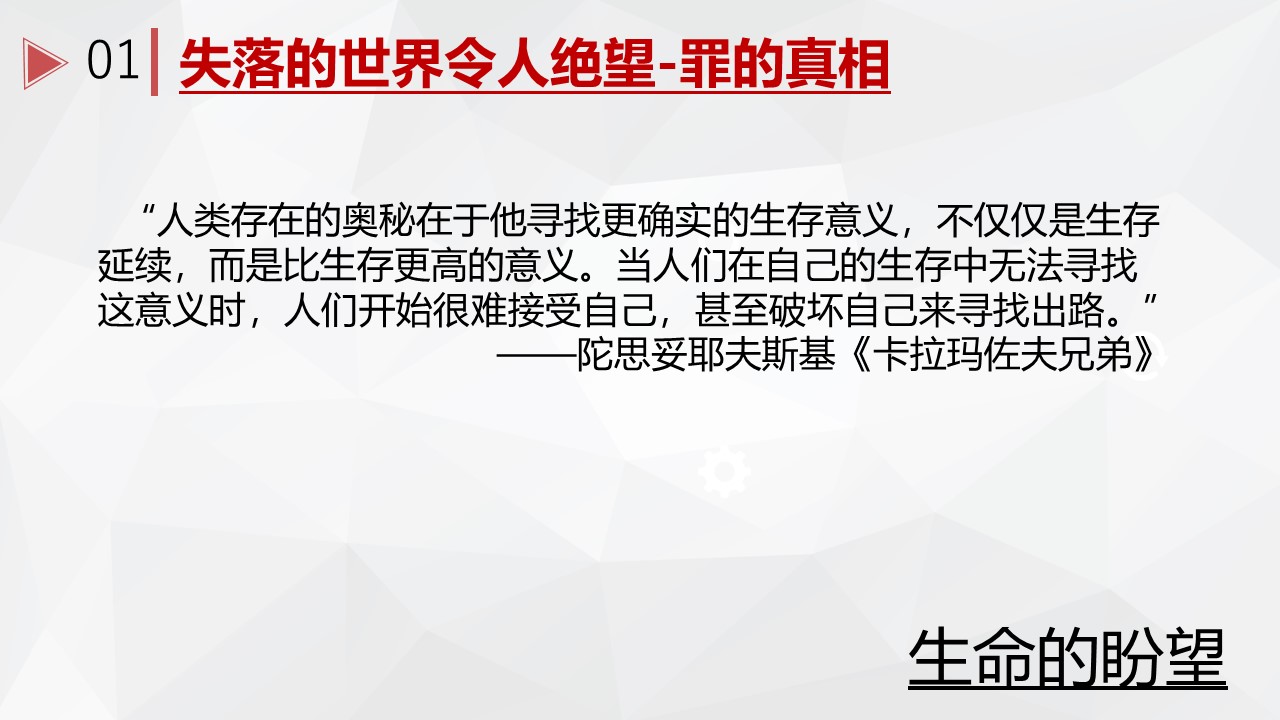 01 失落的世界令人绝望-罪的真相
“人类存在的奥秘在于他寻找更确实的生存意义，不仅仅是生存
延续，而是比生存更高的意义。当人们在自己的生存中无法寻找
这意义时，人们开始很难接受自己，甚至破坏自己来寻找出路。”
——陀思妥耶夫斯基《卡拉玛佐夫兄弟》
生命的盼望